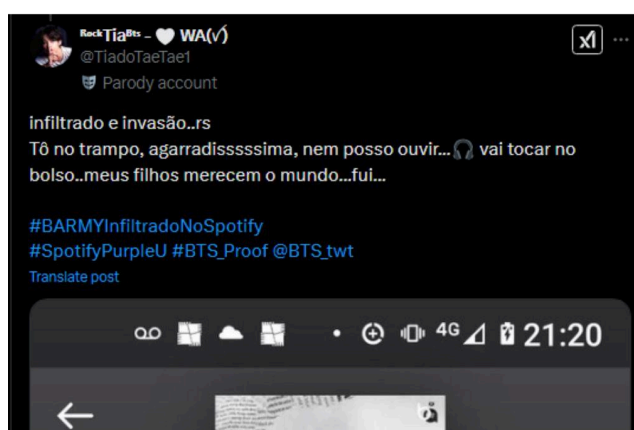 RockTiaBts - 🤍 WA(√)
@TiadoTaeTae1
Parody account
infiltrado e invasão..rs
Tô no trampo, agarradisssssima, nem posso ouvir...🎧 vai tocar no
bolso..meus filhos merecem o mundo...fui...
#BARMYInfiltradoNoSpotify
#SpotifyPurpleU #BTS_Proof @BTS_twt
Translate post
4G 21:20